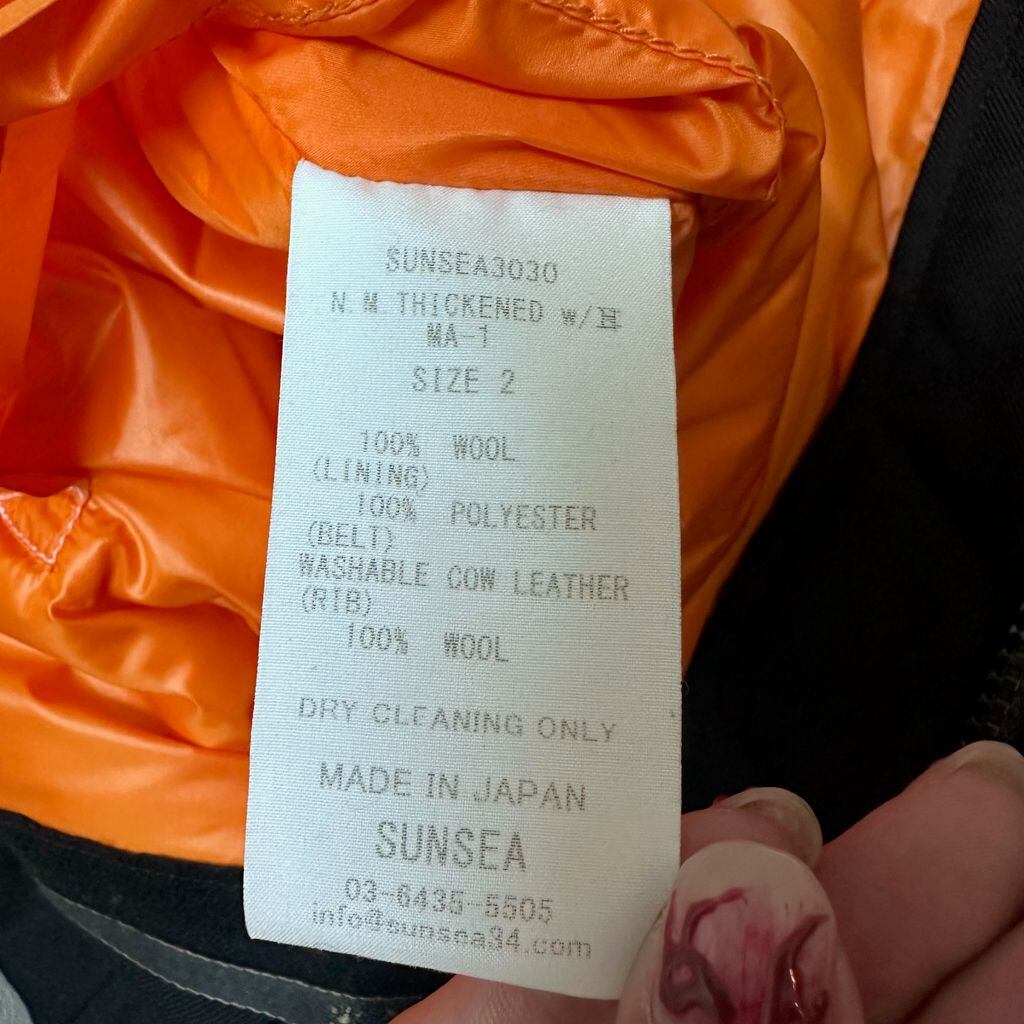 SUNSEA3030
N.M THICKENED w/H
MA-1
SIZE 2
100% WOOL
(LINING)
100% POLYESTER
(BELT)
WASHABLE COW LEATHER
(RIB)
100% WOOL
DRY CLEANING ONLY
MADE IN JAPAN
SUNSEA
03-6435-5505
info@sunsea34.com